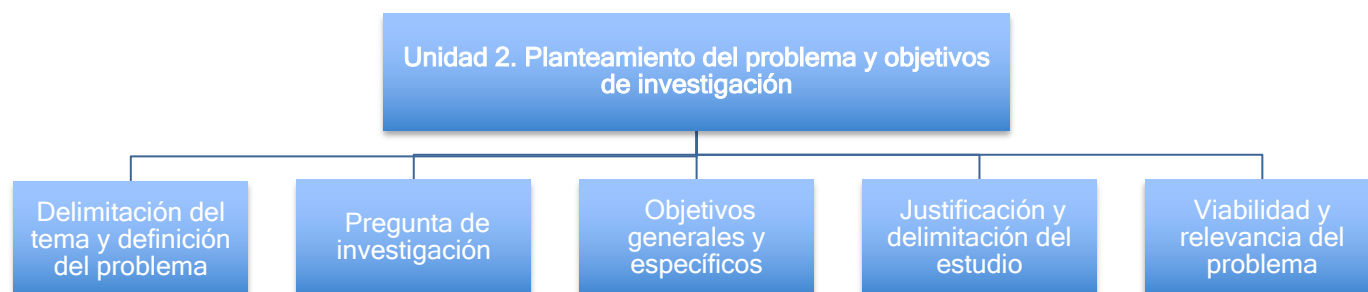 Unidad 2. Planteamiento del problema y objetivos
de investigación
Delimitación del
tema y definición
del problema
Pregunta de
investigación
Objetivos
generales y
específicos
Justificación y
delimitación del
estudio
Viabilidad y
relevancia del
problema